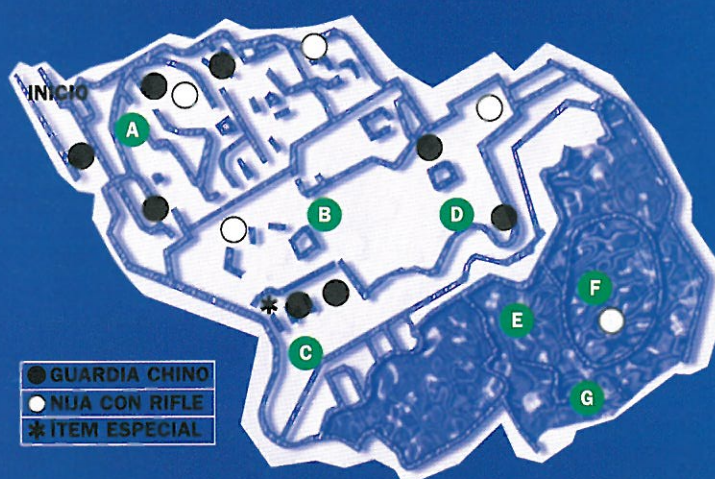 INICIO
A
B
D
F
E
C
G
GUARDIA CHINO
NIJA CON RIFLE
ÍTEM ESPECIAL